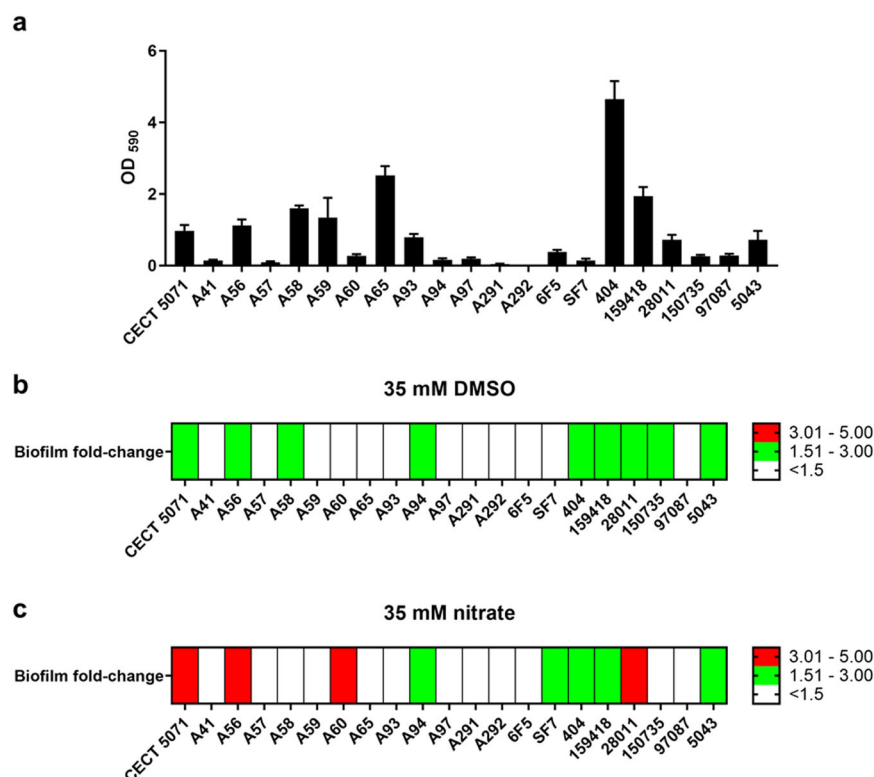 a
6
4
2
0
OD 590
CECT 5071
A41
A56
A57
A58
A59
A60
A65
A93
A94
A97
A291
A292
6F5
SF7
404
159418
28011
150735
97087
5043
b
35 mM DMSO
Biofilm fold-change
3.01 - 5.00
1.51 - 3.00
<1.5
CECT 5071
A41
A56
A57
A58
A59
A60
A65
A93
A94
A97
A291
A292
6F5
SF7
404
159418
28011
150735
97087
5043
c
35 mM nitrate
Biofilm fold-change
3.01 - 5.00
1.51 - 3.00
<1.5
CECT 5071
A41
A56
A57
A58
A59
A60
A65
A93
A94
A97
A291
A292
6F5
SF7
404
159418
28011
150735
97087
5043